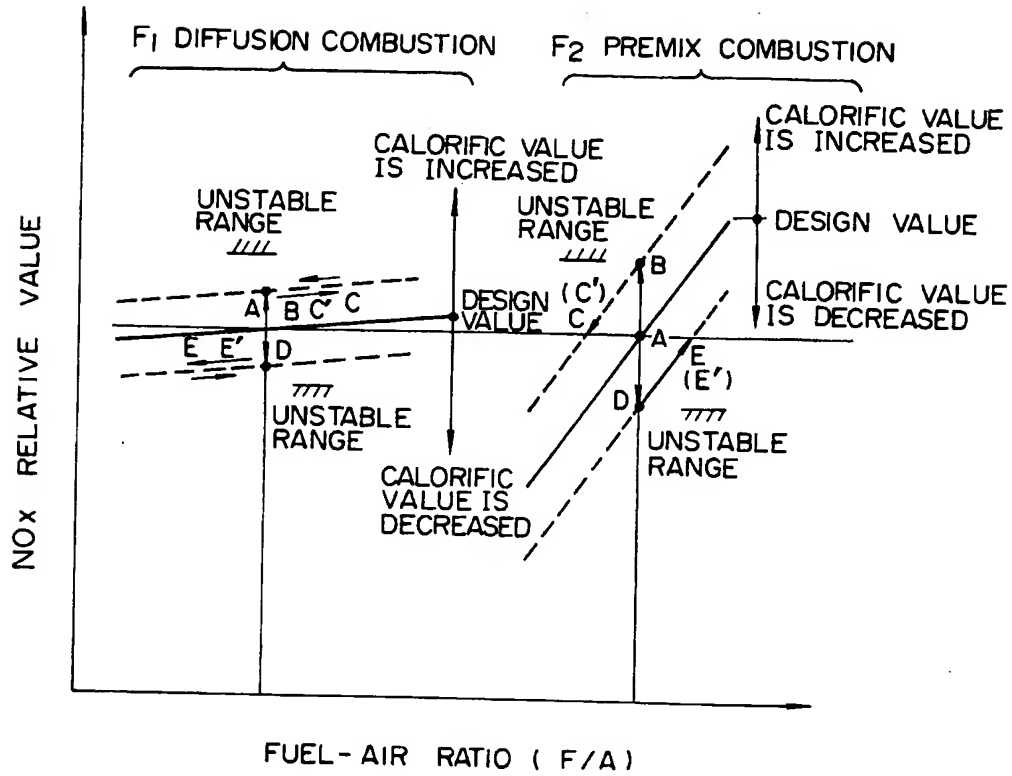 F1 DIFFUSION COMBUSTION
F2 PREMIX COMBUSTION
CALORIFIC VALUE
IS INCREASED
CALORIFIC VALUE
IS INCREASED
UNSTABLE
RANGE
UNSTABLE
RANGE
DESIGN VALUE
B
A
B
C'
C
DESIGN
VALUE
(C')
C
A
CALORIFIC VALUE
IS DECREASED
E
E'
D
E
(E')
D
UNSTABLE
RANGE
UNSTABLE
RANGE
CALORIFIC
VALUE IS
DECREASED
NOx RELATIVE VALUE
FUEL-AIR RATIO ( F/A )